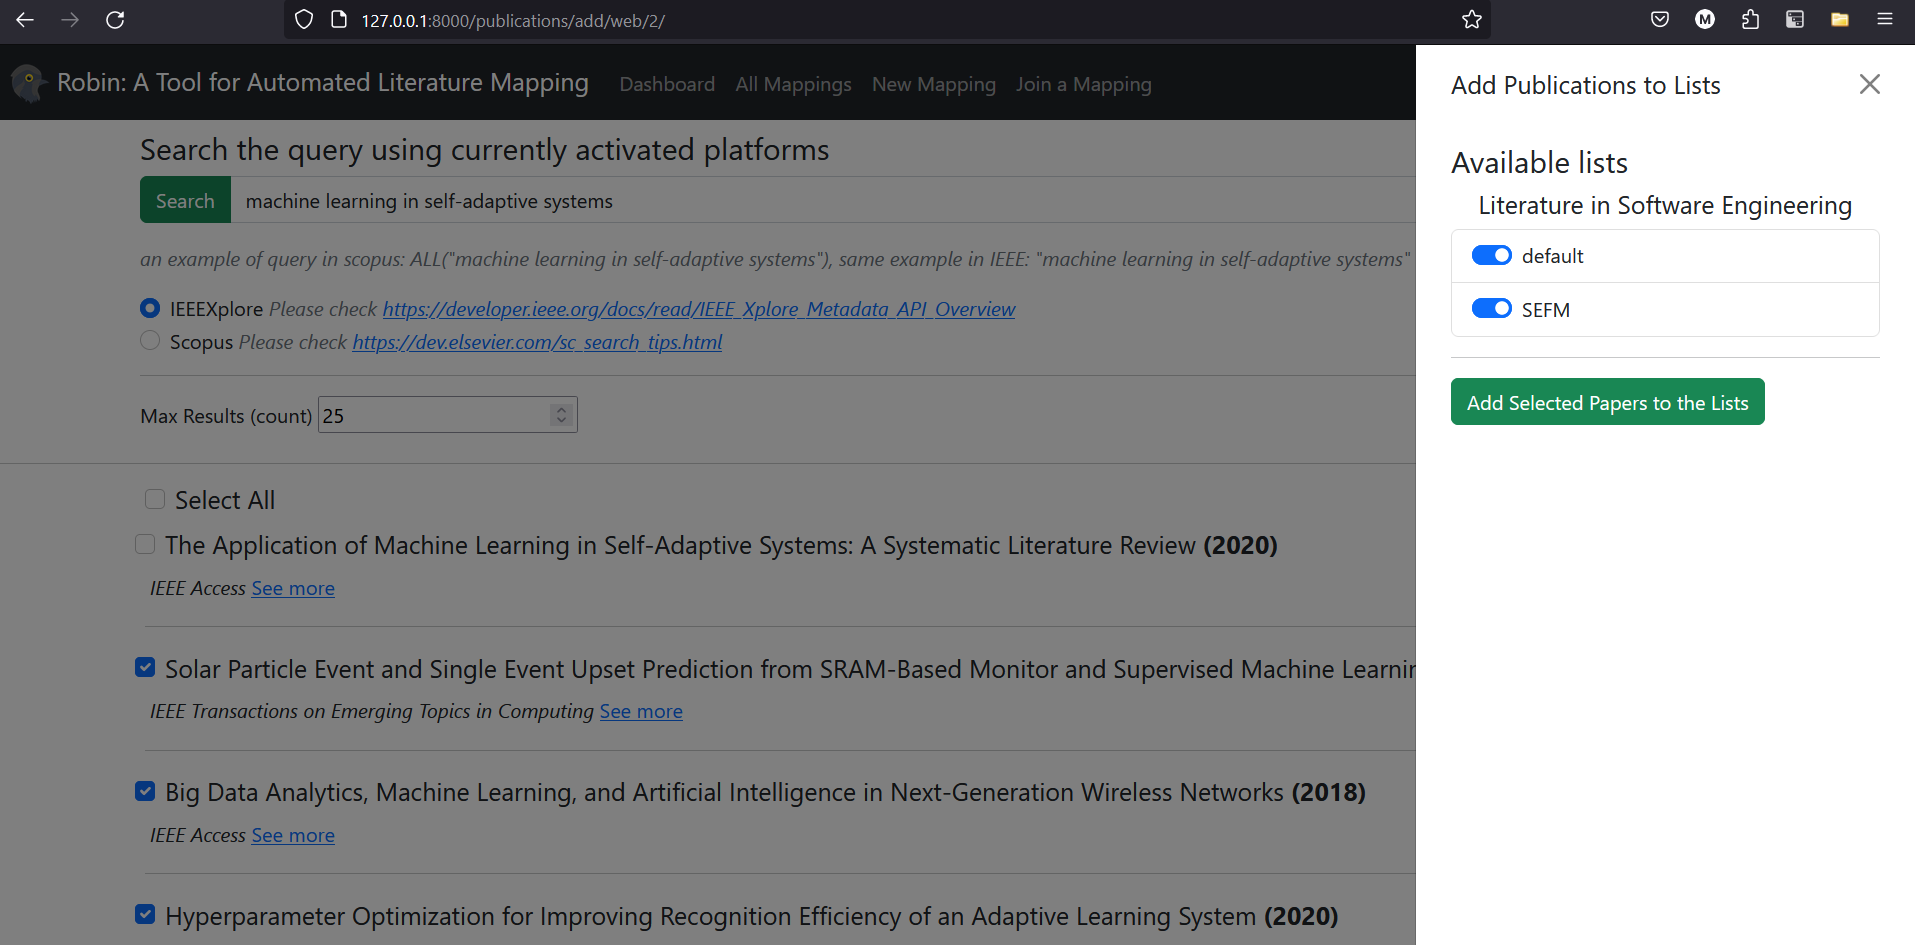 127.0.0.1:8000/publications/add/web/2/
M
Robin: A Tool for Automated Literature Mapping
Dashboard All Mappings New Mapping Join a Mapping
Search the query using currently activated platforms
Search machine learning in self-adaptive systems
an example of query in scopus: ALL("machine learning in self-adaptive systems"), same example in IEEE: "machine learning in self-adaptive systems"
IEEEXplore Please check https://developer.ieee.org/docs/read/IEEE_Xplore_Metadata_API_Overview
Scopus Please check https://dev.elsevier.com/sc_search_tips.html
Max Results (count) 25
Select All
The Application of Machine Learning in Self-Adaptive Systems: A Systematic Literature Review (2020)
IEEE Access See more
Solar Particle Event and Single Event Upset Prediction from SRAM-Based Monitor and Supervised Machine Learnin
IEEE Transactions on Emerging Topics in Computing See more
Big Data Analytics, Machine Learning, and Artificial Intelligence in Next-Generation Wireless Networks (2018)
IEEE Access See more
Hyperparameter Optimization for Improving Recognition Efficiency of an Adaptive Learning System (2020)
Add Publications to Lists
Available lists
Literature in Software Engineering
default
SEFM
Add Selected Papers to the Lists